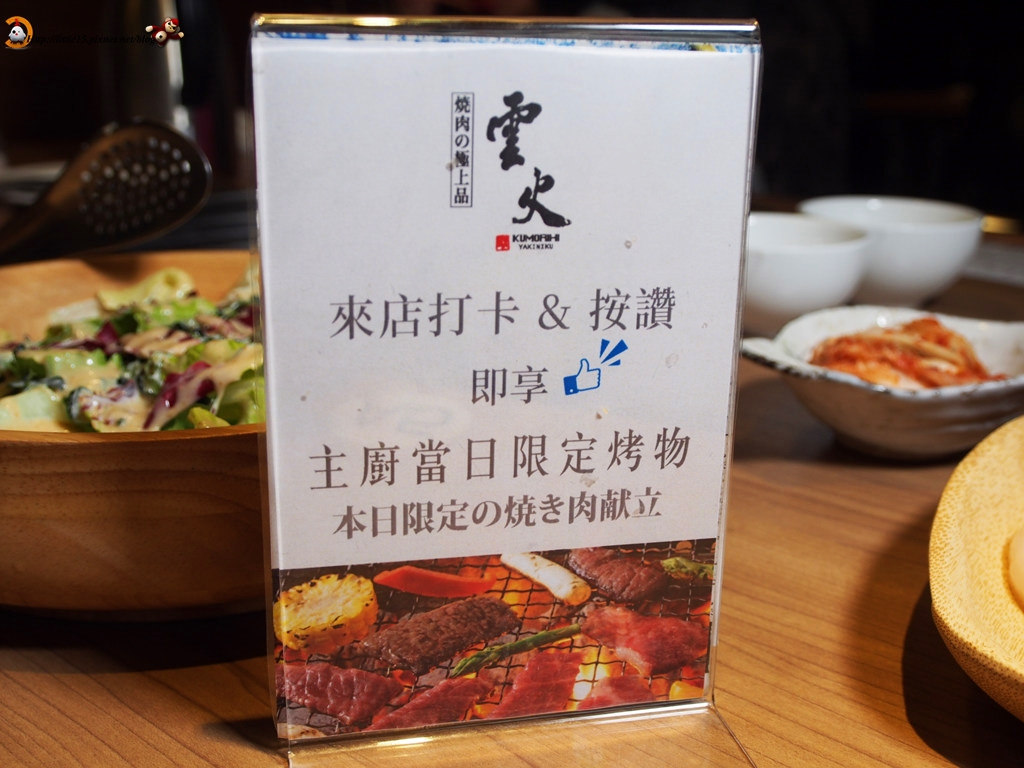 焼肉の極上品
雲火
KUMORIHI
YAKINIKU
來店打卡 & 按讚
即享
主廚當日限定烤物
本日限定の焼き肉献立